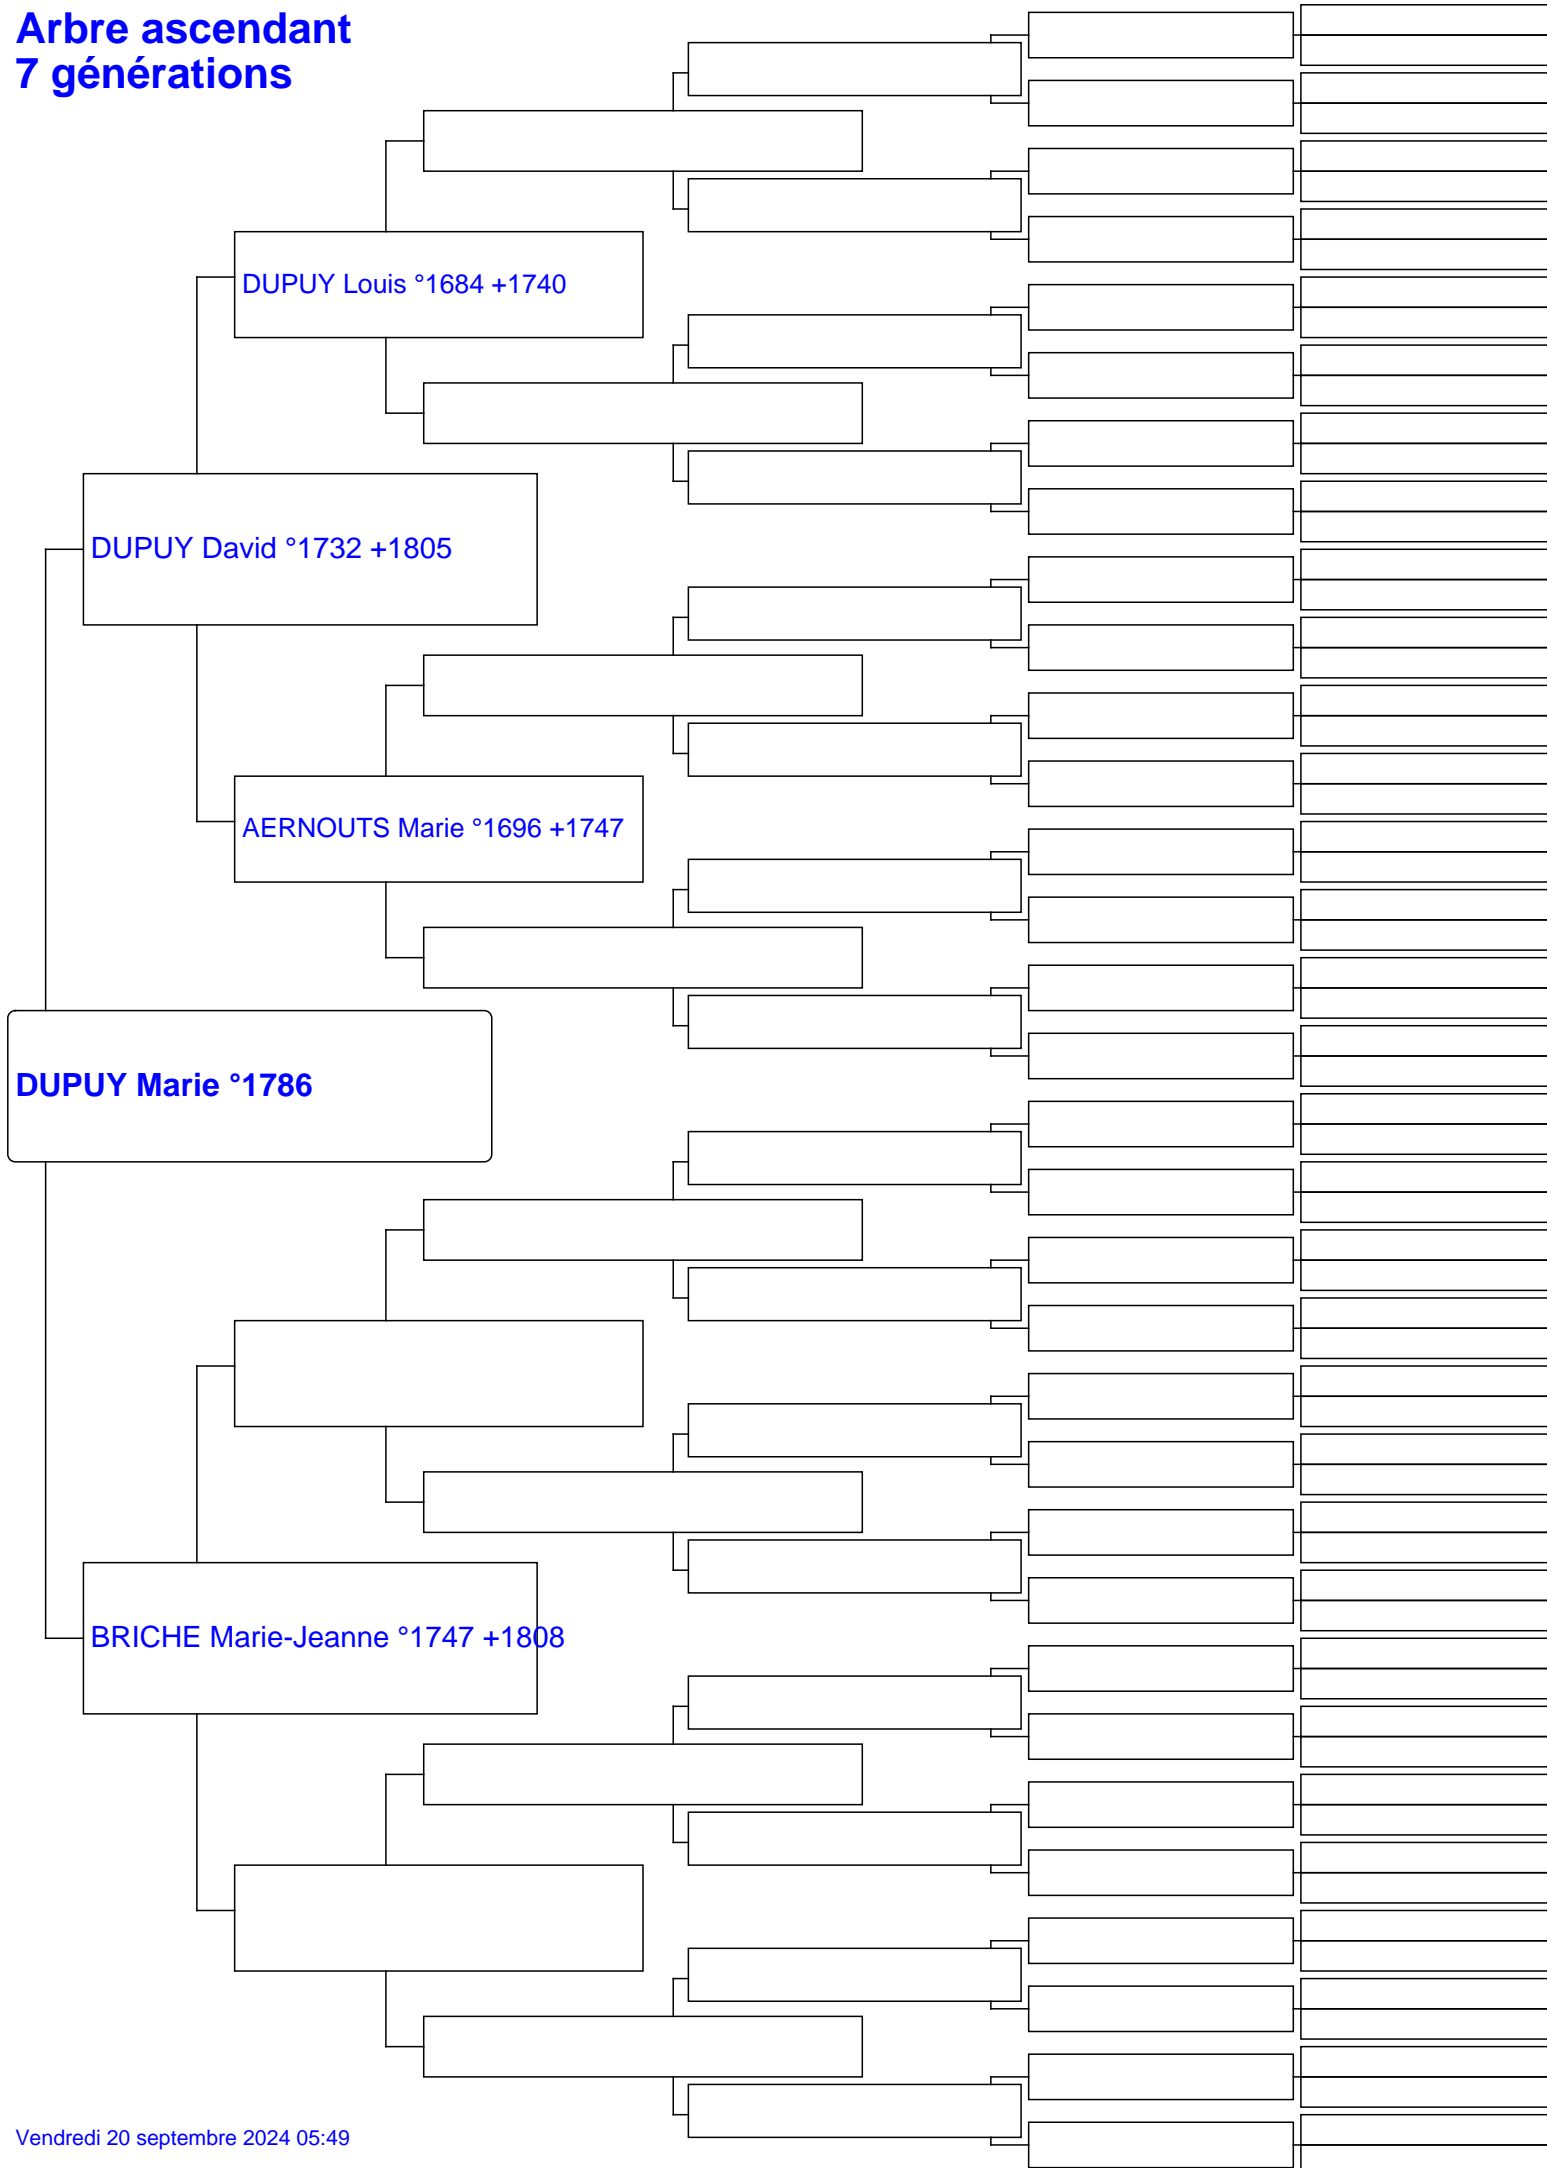 Arbre ascendant
7 générations
DUPUY Louis °1684 +1740
DUPUY David °1732 +1805
AERNOUTS Marie °1696 +1747
DUPUY Marie °1786
BRICHE Marie-Jeanne °1747 +1808
Vendredi 20 septembre 2024 05:49